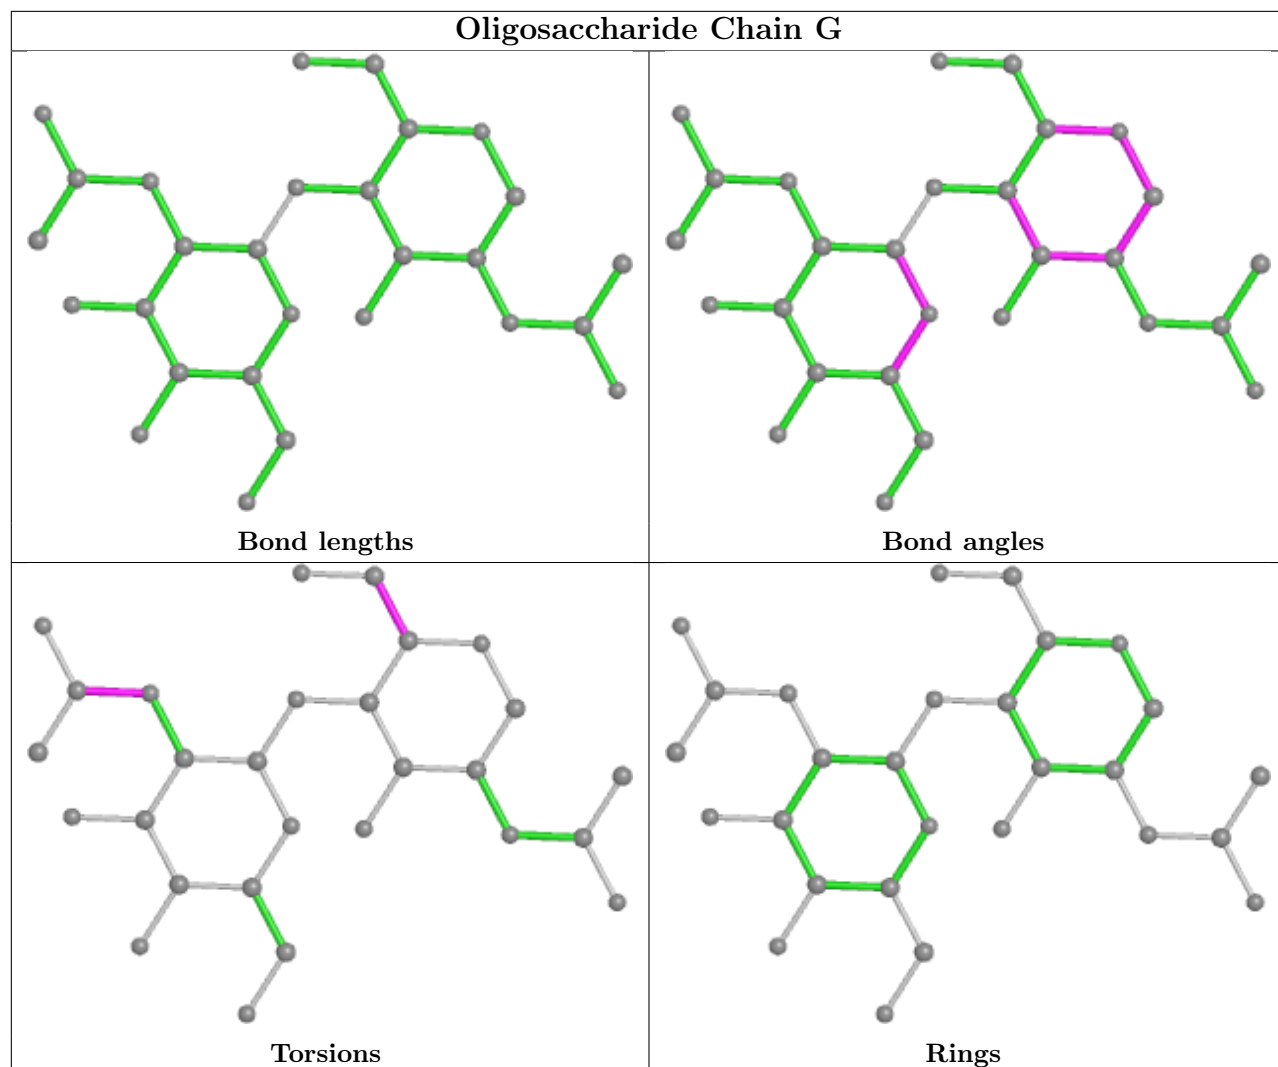 Oligosaccharide Chain G
Bond lengths
Bond angles
Torsions
Rings